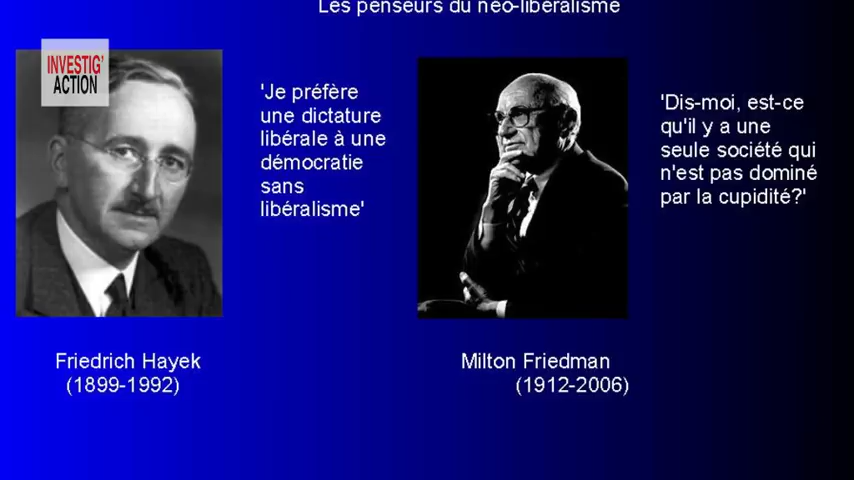 Les penseurs du néo-libéralisme
INVESTIG'
ACTION
'Je préfère
une dictature
libérale à une
démocratie
sans
libéralisme'
'Dis-moi, est-ce
qu'il y a une
seule société qui
n'est pas dominé
par la cupidité?'
Friedrich Hayek
(1899-1992)
Milton Friedman
(1912-2006)